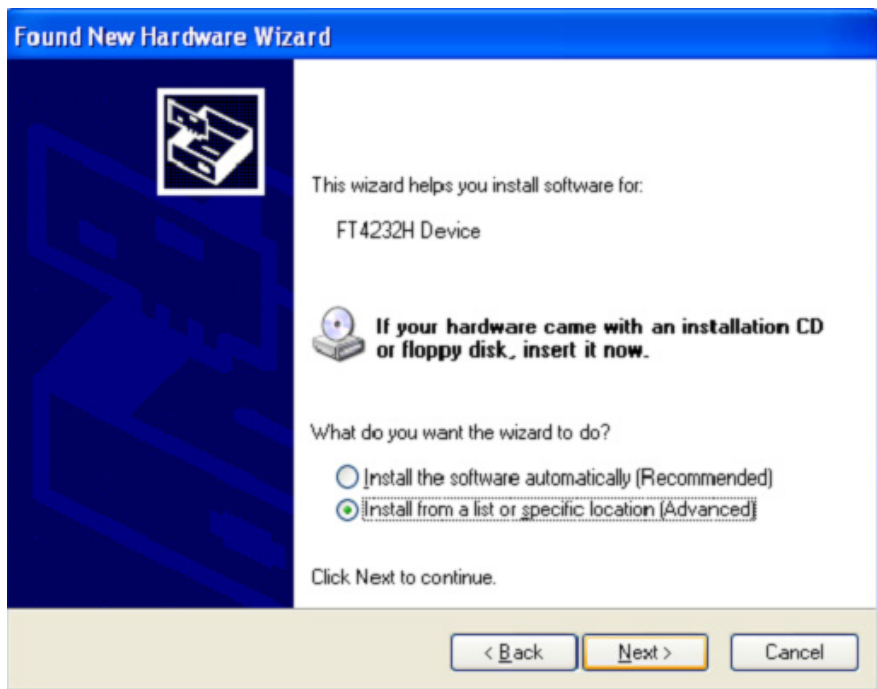 Found New Hardware Wizard
This wizard helps you install software for:
FT4232H Device
If your hardware came with an installation CD
or floppy disk, insert it now.
What do you want the wizard to do?
Install the software automatically (Recommended)
Install from a list or specific location (Advanced)
Click Next to continue.
< Back
Next >
Cancel